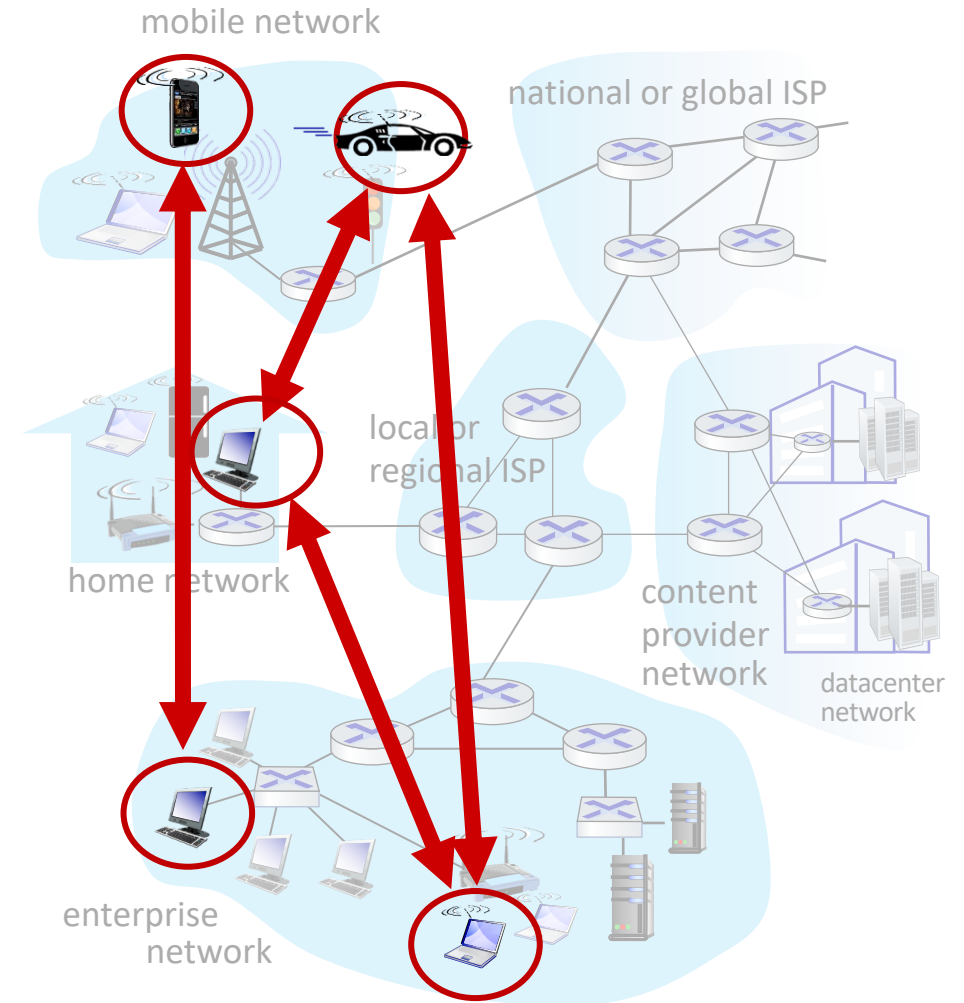 mobile network
national or global ISP
local or
regional ISP
home network
content
provider
network
datacenter
network
enterprise
network